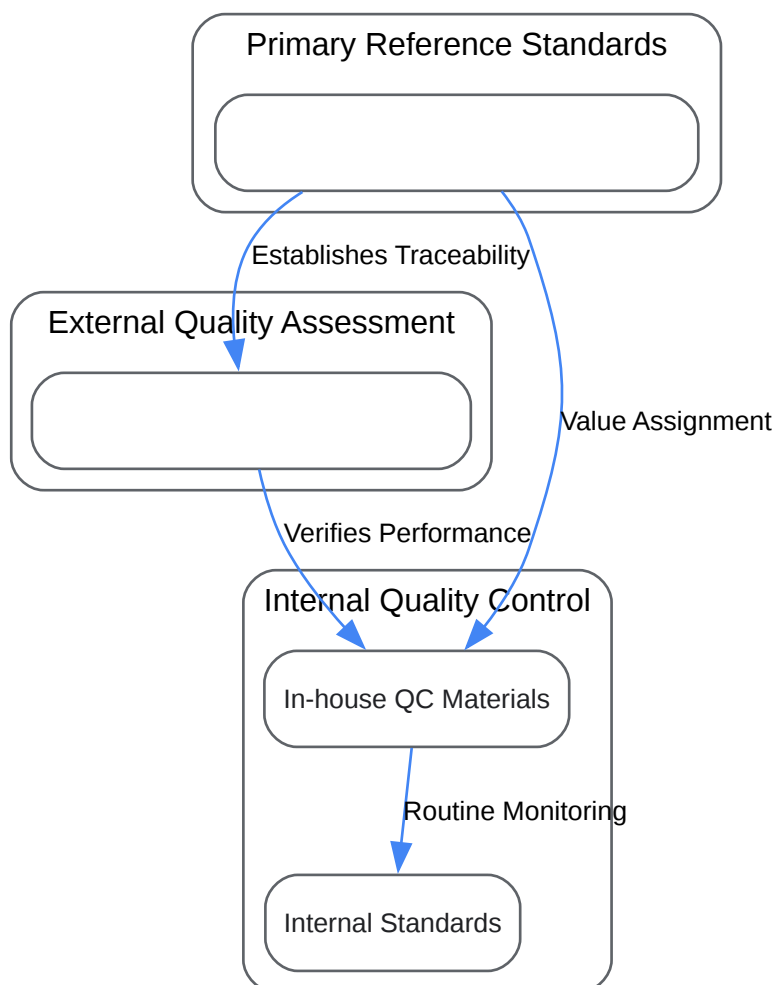 Primary Reference Standards
Establishes Traceability
External Quality Assessment
Value Assignment
Verifies Performance
Internal Quality Control
In-house QC Materials
Routine Monitoring
Internal Standards